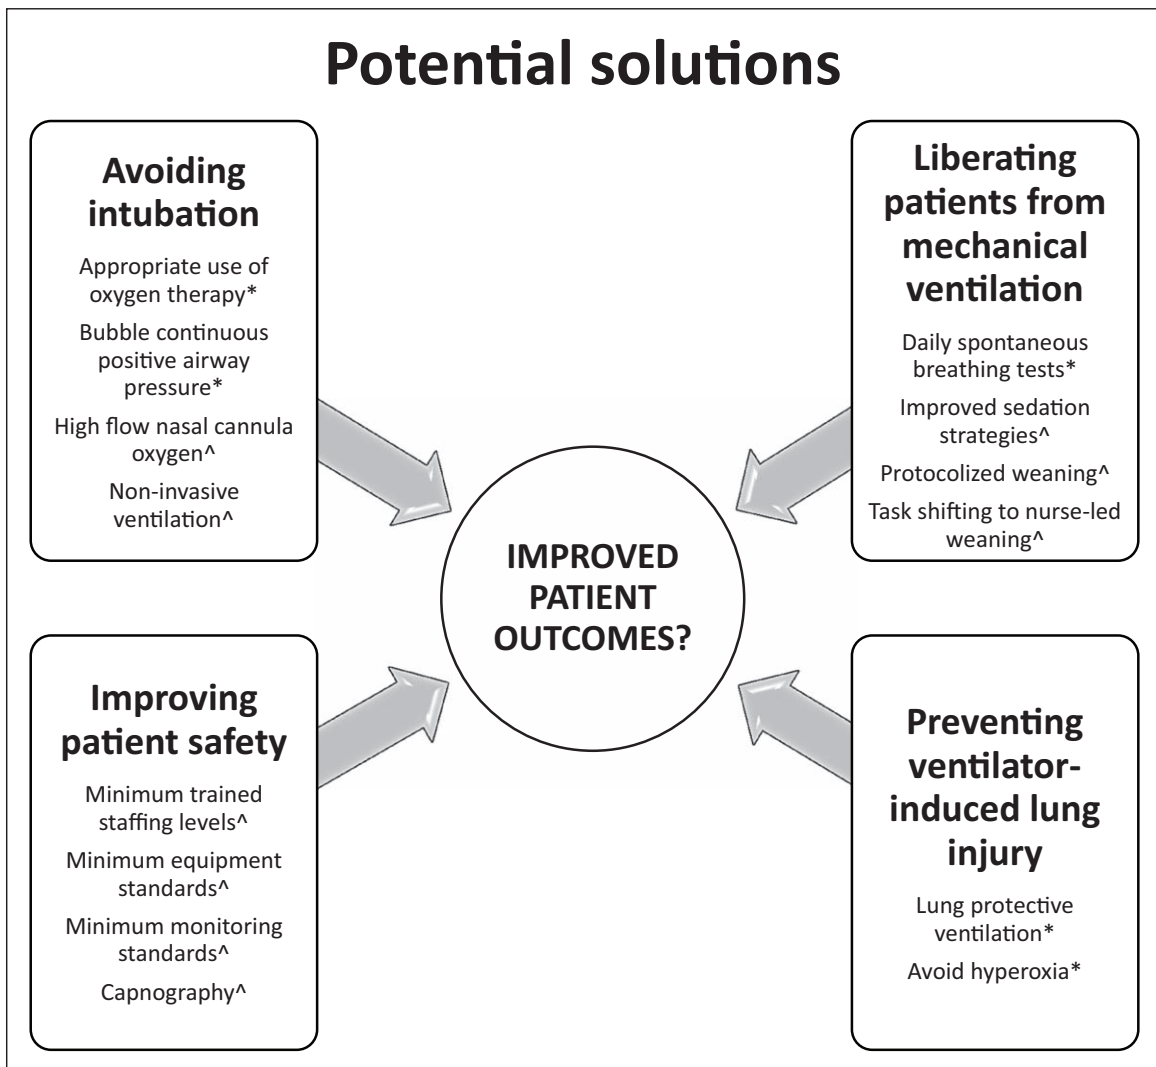 Potential solutions
Avoiding
intubation
Appropriate use of
oxygen therapy*
Bubble continuous
positive airway
pressure*
High flow nasal cannula
oxygen^
Non-invasive
ventilation^
Liberating
patients from
mechanical
ventilation
Daily spontaneous
breathing tests*
Improved sedation
strategies^
Protocolized weaning^
Task shifting to nurse-led
weaning^
IMPROVED
PATIENT
OUTCOMES?
Improving
patient safety
Minimum trained
staffing levels^
Minimum equipment
standards^
Minimum monitoring
standards^
Capnography^
Preventing
ventilator-
induced lung
injury
Lung protective
ventilation*
Avoid hyperoxia*